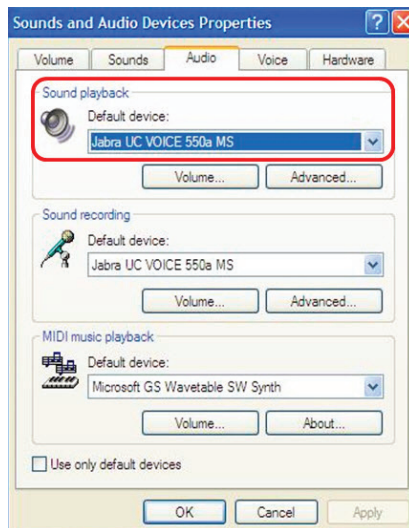 Sounds and Audio Devices Properties
Volume Sounds Audio Voice Hardware
Sound playback
Default device:
Jabra UC VOICE 550a MS
Volume... Advanced...
Sound recording
Default device:
Jabra UC VOICE 550a MS
Volume... Advanced...
MIDI music playback
Default device:
Microsoft GS Wavetable SW Synth
Volume... About...
Use only default devices
OK Cancel Apply